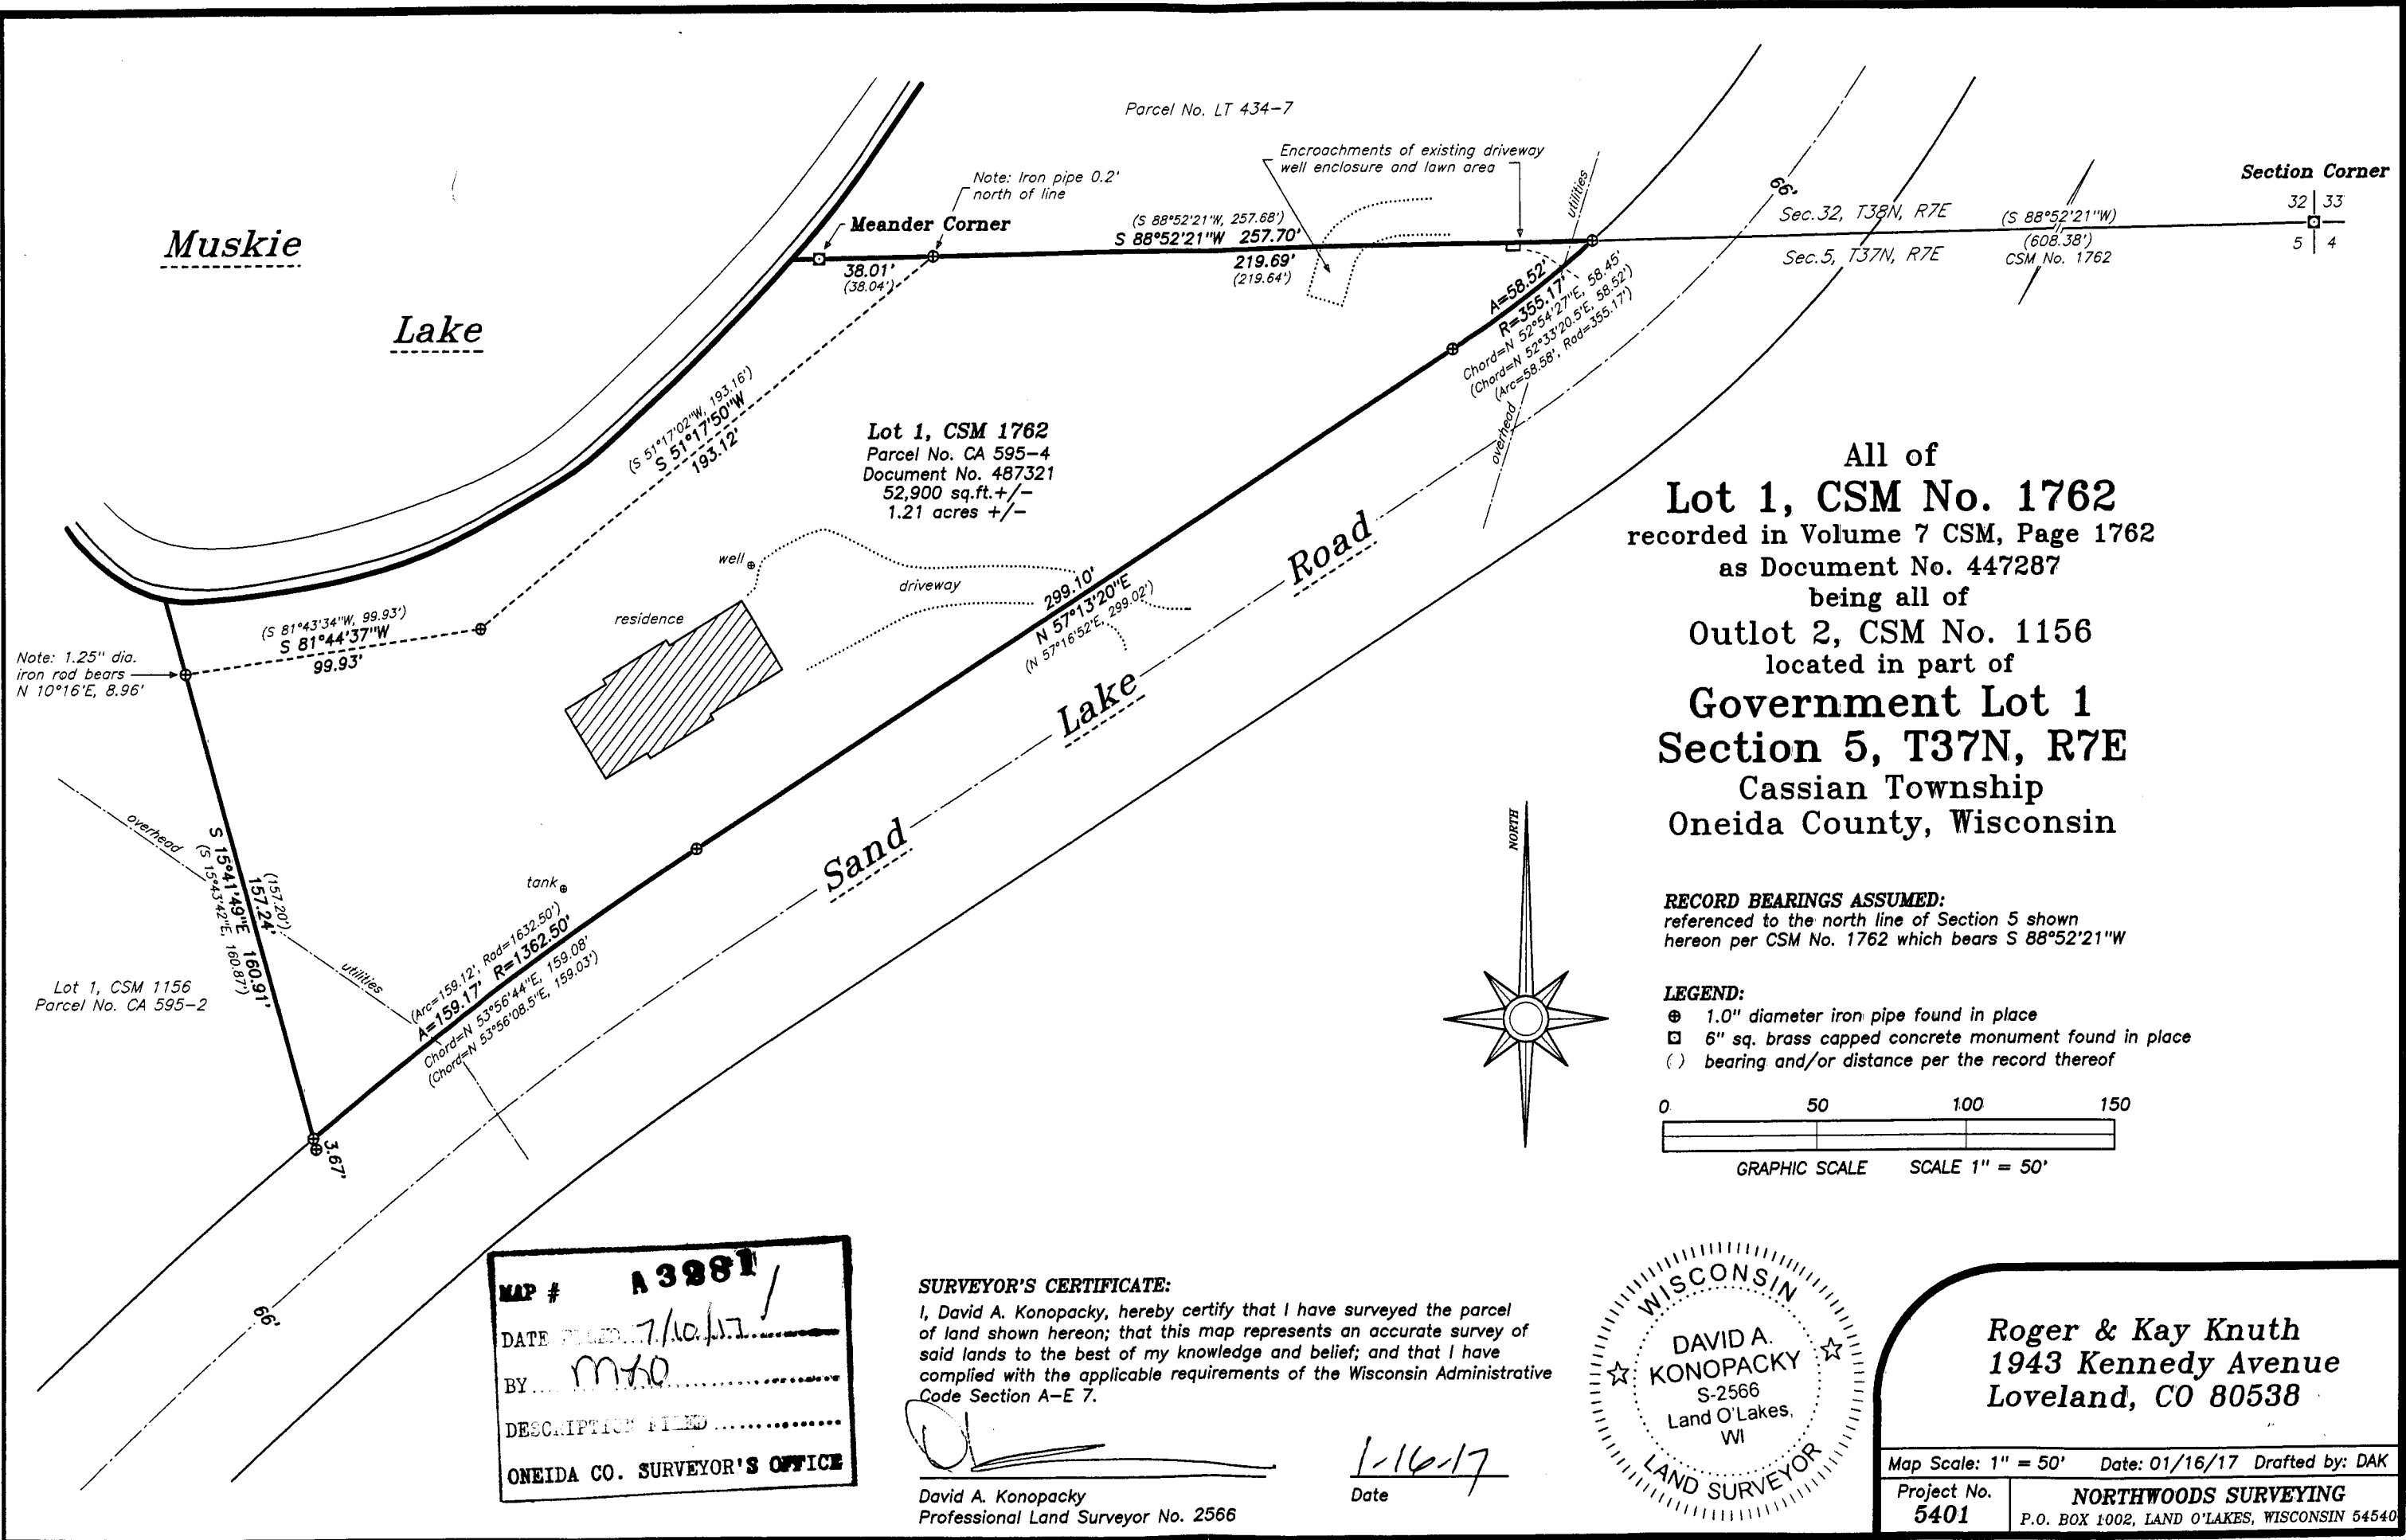 Parcel No. LT 434-7
Encroachments of existing driveway
well enclosure and lawn area
Note: Iron pipe 0.2'
north of line
Meander Corner
Muskie
Lake
(S 88°52'21"W, 257.68')
S 88°52'21"W 257.70'
219.69'
(219.64')
38.01'
(38.04')
utilities
66'
Sec.32, T38N, R7E
Sec.5, T37N, R7E
(S 88°52'21"W)
(608.38')
CSM No. 1762
Section Corner
32 33
5 4
A=58.52'
R=355.17'
Chord=N 52°54'27"E, 58.45'
(Chord=N 52°33'20.5"E, 58.52')
(Arc=58.58', Rad=355.17')
overhead
(S 51°17'02"W, 193.16')
S 51°17'50"W
193.12'
Lot 1, CSM 1762
Parcel No. CA 595-4
Document No. 487321
52,900 sq.ft.+/-
1.21 acres +/-
well
driveway
residence
299.10'
N 57°13'20"E
(N 57°16'52"E, 299.02')
Sand Lake Road
(S 81°43'34"W, 99.93')
S 81°44'37"W
99.93'
Note: 1.25" dia.
iron rod bears
N 10°16'E, 8.96'
overhead
utilities
(157.20')
157.24'
S 15°41'49"E 160.91'
(S 15°43'42"E, 160.87')
Lot 1, CSM 1156
Parcel No. CA 595-2
tank
(Arc=159.12', Rad=1632.50')
A=159.17' R=1362.50'
Chord=N 53°56'44"E, 159.08'
(Chord=N 53°56'08.5"E, 159.03')
3.67'
66'
All of
Lot 1, CSM No. 1762
recorded in Volume 7 CSM, Page 1762
as Document No. 447287
being all of
Outlot 2, CSM No. 1156
located in part of
Government Lot 1
Section 5, T37N, R7E
Cassian Township
Oneida County, Wisconsin
NORTH
RECORD BEARINGS ASSUMED:
referenced to the north line of Section 5 shown
hereon per CSM No. 1762 which bears S 88°52'21"W
LEGEND:
⊕ 1.0" diameter iron pipe found in place
⊡ 6" sq. brass capped concrete monument found in place
( ) bearing and/or distance per the record thereof
0 50 100 150
GRAPHIC SCALE SCALE 1" = 50'
MAP #
DATE FILED 7/10/17
BY
DESCRIPTION FILED
ONEIDA CO. SURVEYOR'S OFFICE
SURVEYOR'S CERTIFICATE:
I, David A. Konopacky, hereby certify that I have surveyed the parcel
of land shown hereon; that this map represents an accurate survey of
said lands to the best of my knowledge and belief; and that I have
complied with the applicable requirements of the Wisconsin Administrative
Code Section A-E 7.
1-16-17
David A. Konopacky
Professional Land Surveyor No. 2566
Date
WISCONSIN
DAVID A.
KONOPACKY
S-2566
Land O'Lakes,
WI
LAND SURVEYOR
Roger & Kay Knuth
1943 Kennedy Avenue
Loveland, CO 80538
Map Scale: 1" = 50' Date: 01/16/17 Drafted by: DAK
Project No.
5401
NORTHWOODS SURVEYING
P.O. BOX 1002, LAND O'LAKES, WISCONSIN 54540